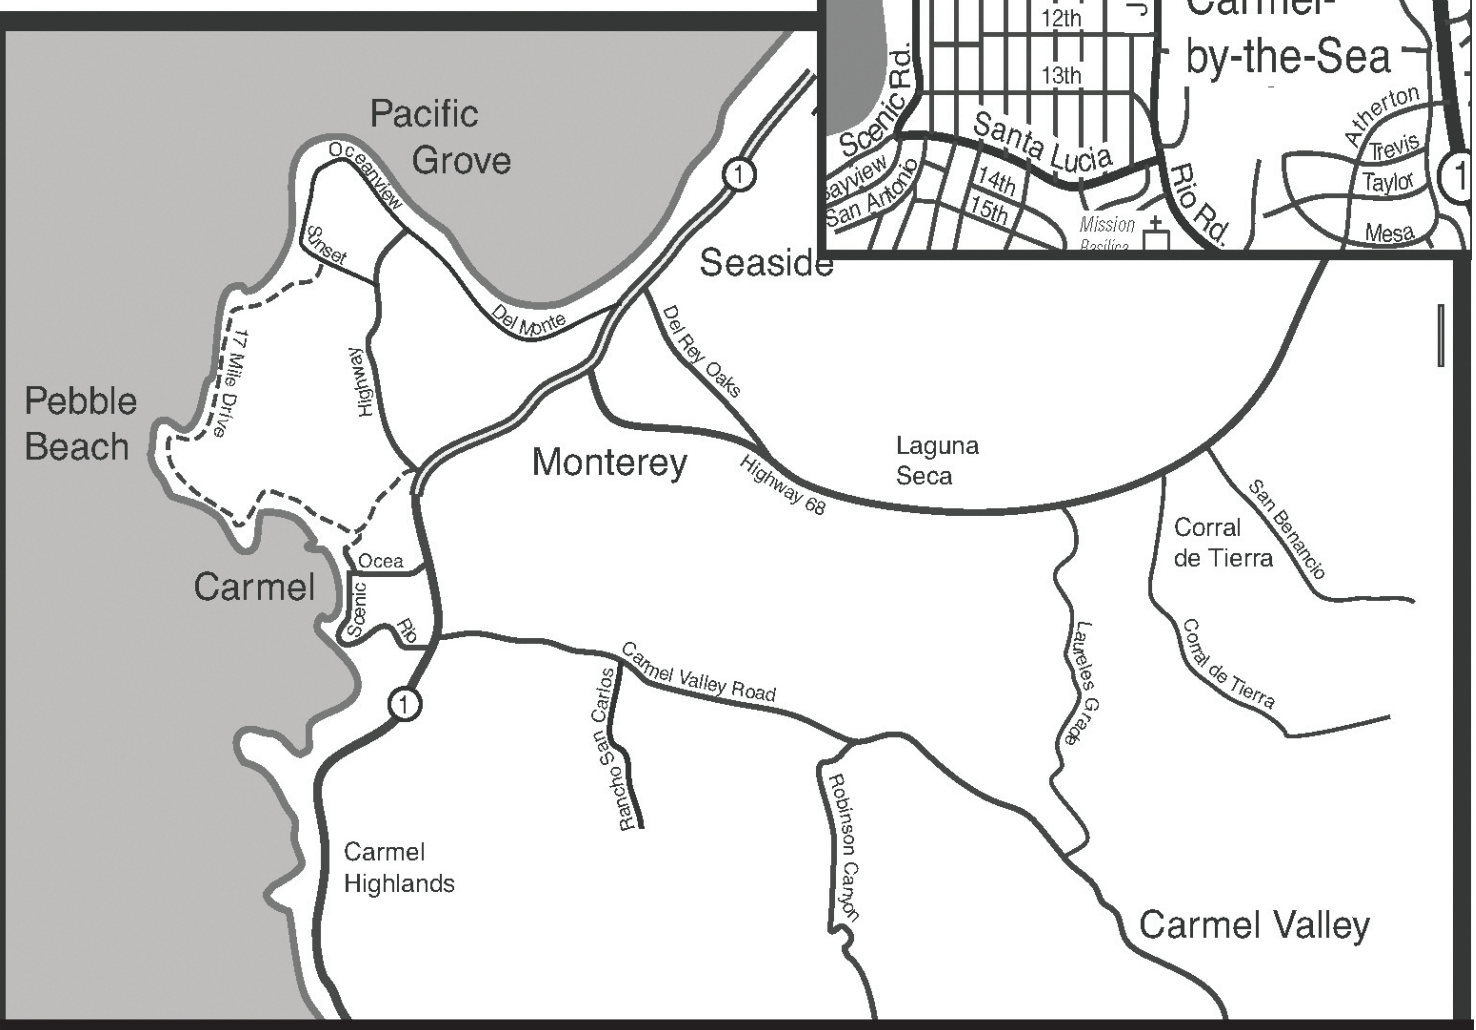 12th
J
Carmel-
by-the-Sea
13th
Scenic Rd.
Santa Lucia
Atherton
Trevis
Taylor
Mesa
1
San Antonio
14th
15th
Rio Rd.
Mission
Basilica
Pacific
Grove
Oceanview
1
Sunset
Seaside
Del Monte
Del Rey Oaks
17 Mile Drive
Highway
Pebble
Beach
Monterey
Laguna
Seca
Highway 68
San Benancio
Corral
de Tierra
Ocea
Carmel
Scenic
Rio
Corral de Tierra
Laureles Grade
Carmel Valley Road
Rancho San Carlos
1
Robinson Canyon
Carmel
Highlands
Carmel Valley